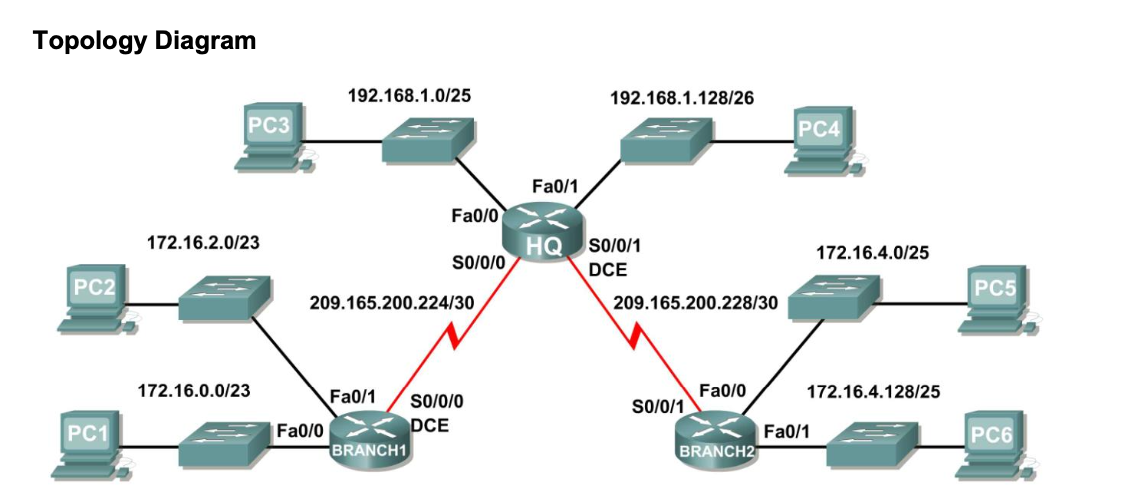 Topology Diagram
192.168.1.0/25
192.168.1.128/26
PC3
PC4
Fa0/1
Fa0/0
HQ
172.16.2.0/23
S0/0/0
S0/0/1
DCE
172.16.4.0/25
PC2
PC5
209.165.200.224/30
209.165.200.228/30
172.16.0.0/23
Fa0/1
S0/0/0
DCE
Fa0/0
172.16.4.128/25
S0/0/1
PC1
Fa0/0
BRANCH1
BRANCH2
Fa0/1
PC6